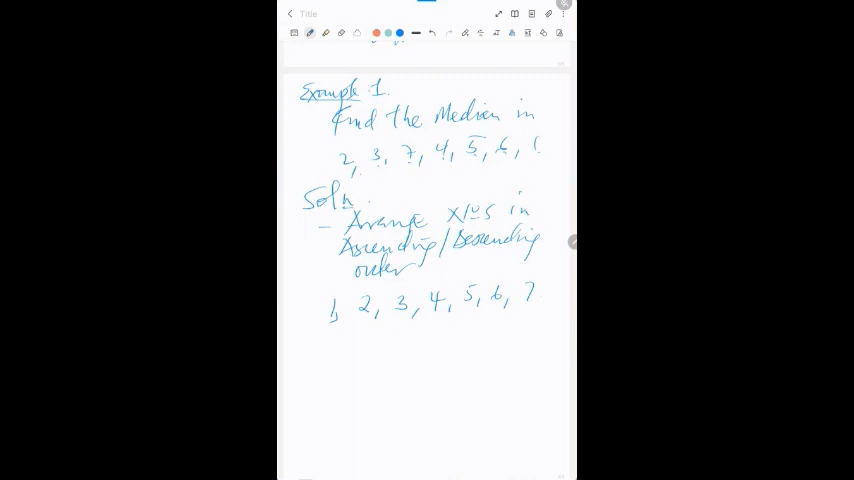 Title
Example 1.
Find the Median in
2, 3, 7, 4, 5, 6, 1
Soln.
- Arrange X/os in
Ascending/Descending
order
1, 2, 3, 4, 5, 6, 7